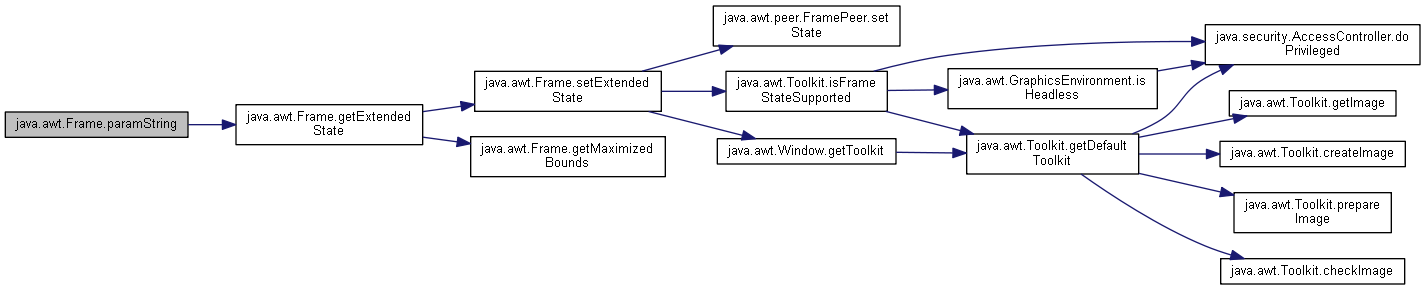 java.awt.Frame.paramString
java.awt.Frame.getExtended
State
java.awt.Frame.setExtended
State
java.awt.Frame.getMaximized
Bounds
java.awt.peer.FramePeer.set
State
java.awt.Toolkit.isFrame
StateSupported
java.awt.Window.getToolkit
java.awt.GraphicsEnvironment.is
Headless
java.awt.Toolkit.getDefault
Toolkit
java.security.AccessController.do
Privileged
java.awt.Toolkit.getImage
java.awt.Toolkit.createImage
java.awt.Toolkit.prepare
Image
java.awt.Toolkit.checkImage